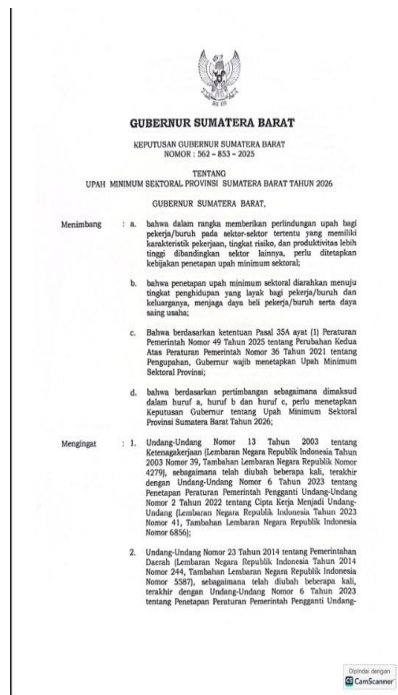 GUBERNUR SUMATERA BARAT
KEPUTUSAN GUBERNUR SUMATERA BARAT
NOMOR : 562 - 853 - 2025
TENTANG
UPAH MINIMUM SEKTORAL PROVINSI SUMATERA BARAT TAHUN 2026
GUBERNUR SUMATERA BARAT,
Menimbang : a. bahwa dalam rangka memberikan perlindungan upah bagi
pekerja/buruh pada sektor-sektor tertentu yang memiliki
karakteristik pekerjaan, tingkat risiko, dan produktivitas lebih
tinggi dibandingkan sektor lainnya, perlu ditetapkan
kebijakan penetapan upah minimum sektoral;
b. bahwa penetapan upah minimum sektoral diarahkan menuju
tingkat penghidupan yang layak bagi pekerja/buruh dan
keluarganya, menjaga daya beli pekerja/buruh serta daya
saing usaha;
c. Bahwa berdasarkan ketentuan Pasal 35A ayat (1) Peraturan
Pemerintah Nomor 49 Tahun 2025 tentang Perubahan Kedua
Atas Peraturan Pemerintah Nomor 36 Tahun 2021 tentang
Pengupahan, Gubernur wajib menetapkan Upah Minimum
Sektoral Provinsi;
d. bahwa berdasarkan pertimbangan sebagaimana dimaksud
dalam huruf a, huruf b dan huruf c, perlu menetapkan
Keputusan Gubernur tentang Upah Minimum Sektoral
Provinsi Sumatera Barat Tahun 2026;
Mengingat : 1. Undang-Undang Nomor 13 Tahun 2003 tentang
Ketenagakerjaan (Lembaran Negara Republik Indonesia Tahun
2003 Nomor 39, Tambahan Lembaran Negara Republik Nomor
4279), sebagaimana telah diubah beberapa kali, terakhir
dengan Undang-Undang Nomor 6 Tahun 2023 tentang
Penetapan Peraturan Pemerintah Pengganti Undang-Undang
Nomor 2 Tahun 2022 tentang Cipta Kerja Menjadi Undang-
Undang (Lembaran Negara Republik Indonesia Tahun 2023
Nomor 41, Tambahan Lembaran Negara Republik Indonesia
Nomor 6856);
2. Undang-Undang Nomor 23 Tahun 2014 tentang Pemerintahan
Daerah (Lembaran Negara Republik Indonesia Tahun 2014
Nomor 244, Tambahan Lembaran Negara Republik Indonesia
Nomor 5587), sebagaimana telah diubah beberapa kali,
terakhir dengan Undang-Undang Nomor 6 Tahun 2023
tentang Penetapan Peraturan Pemerintah Pengganti Undang-
Dipindai dengan
CS CamScanner